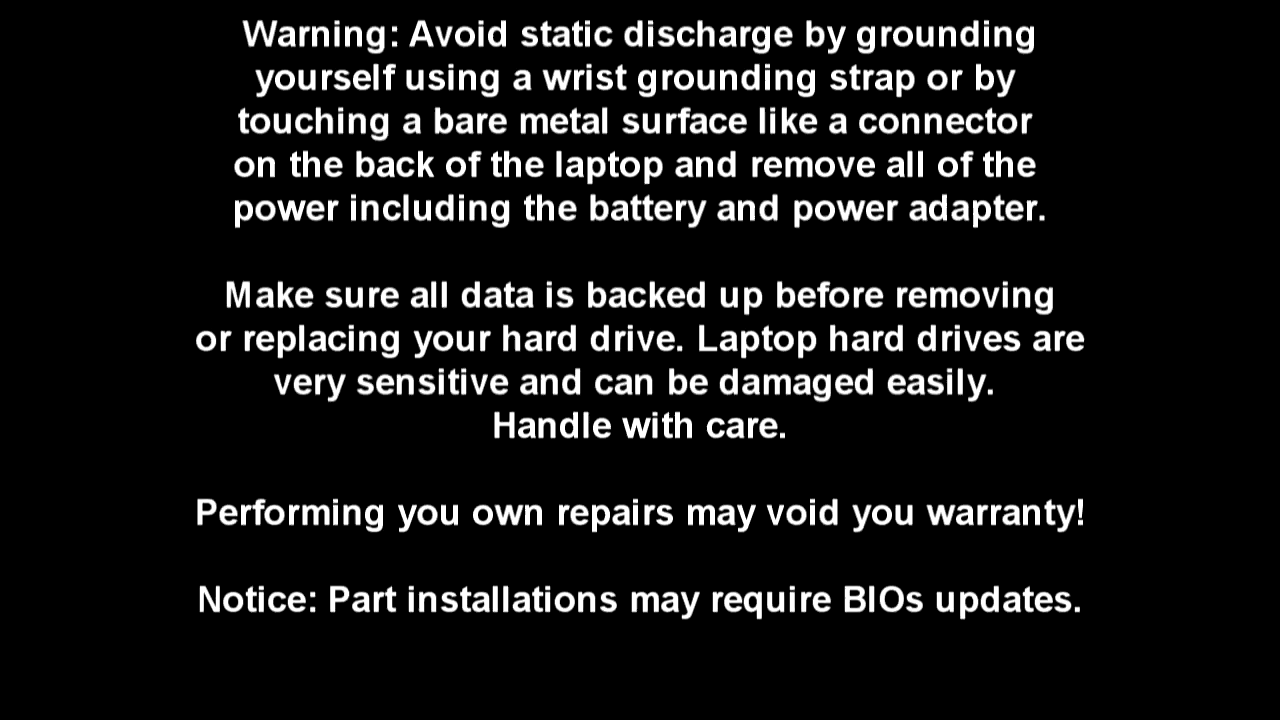 Warning: Avoid static discharge by grounding
yourself using a wrist grounding strap or by
touching a bare metal surface like a connector
on the back of the laptop and remove all of the
power including the battery and power adapter.
Make sure all data is backed up before removing
or replacing your hard drive. Laptop hard drives are
very sensitive and can be damaged easily.
Handle with care.
Performing you own repairs may void you warranty!
Notice: Part installations may require BIOs updates.